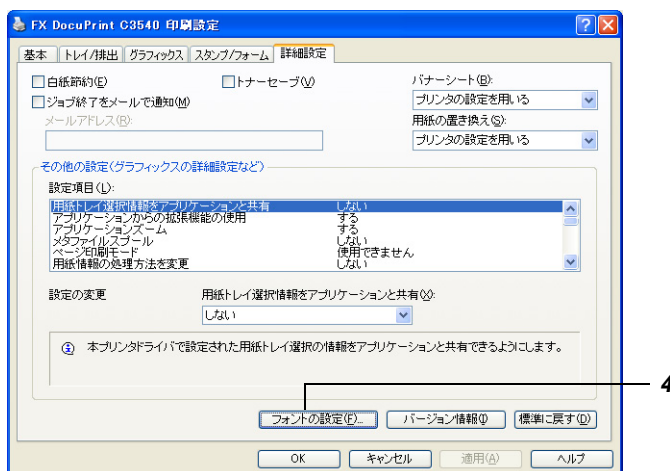 FX DocuPrint C3540 印刷設定
基本 トレイ/排出 グラフィックス スタンプ/フォーム 詳細設定
白紙節約(E) トナーセーブ(V) バナーシート(B):
ジョブ終了をメールで通知(M) プリンタの設定を用いる
メールアドレス(R): 用紙の置き換え(S):
プリンタの設定を用いる
その他の設定(グラフィックスの詳細設定など)
設定項目(L):
用紙トレイ選択情報をアプリケーションと共有 しない
アプリケーションからの拡張機能の使用 する
アプリケーションズーム する
メタファイルスプール しない
ページ印刷モード 使用できません
用紙情報の処理方法を変更 しない
設定の変更 用紙トレイ選択情報をアプリケーションと共有(X):
しない
本プリンタドライバで設定された用紙トレイ選択の情報をアプリケーションと共有できるようにします。
4
フォントの設定(F)... バージョン情報(I) 標準に戻す(D)
OK キャンセル 適用(A) ヘルプ